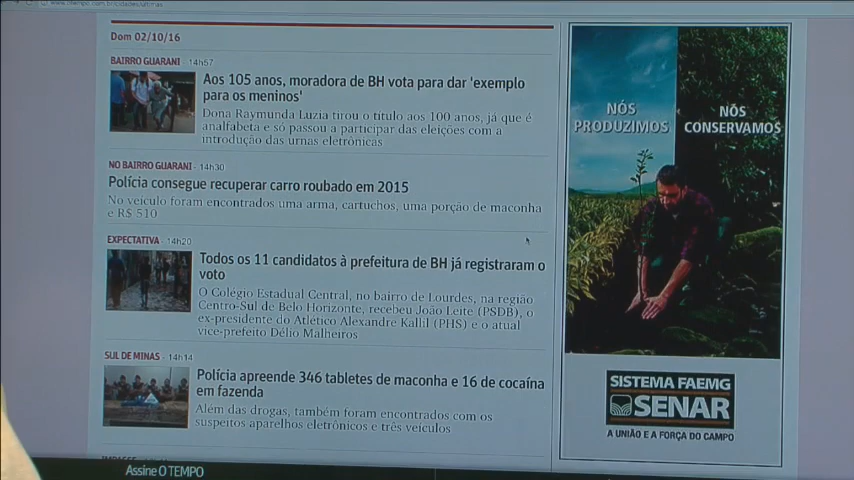 www.otempo.com.br/cidades/últimas
Dom 02/10/16
BAIRRO GUARANI - 14h57
Aos 105 anos, moradora de BH vota para dar 'exemplo
para os meninos'
Dona Raymunda Luzia tirou o título aos 100 anos, já que é
analfabeta e só passou a participar das eleições com a
introdução das urnas eletrônicas
NO BAIRRO GUARANI - 14h30
Polícia consegue recuperar carro roubado em 2015
No veículo foram encontrados uma arma, cartuchos, uma porção de maconha
e R$ 510
EXPECTATIVA - 14h20
Todos os 11 candidatos à prefeitura de BH já registraram o
voto
O Colégio Estadual Central, no bairro de Lourdes, na região
Centro-Sul de Belo Horizonte, recebeu João Leite (PSDB), o
ex-presidente do Atlético Alexandre Kallil (PHS) e o atual
vice-prefeito Délio Malheiros
SUL DE MINAS - 14h14
Polícia apreende 346 tabletes de maconha e 16 de cocaína
em fazenda
Além das drogas, também foram encontrados com os
suspeitos aparelhos eletrônicos e três veículos
Assine O TEMPO
NÓS
PRODUZIMOS
NÓS
CONSERVAMOS
SISTEMA FAEMG
SENAR
A UNIÃO E A FORÇA DO CAMPO